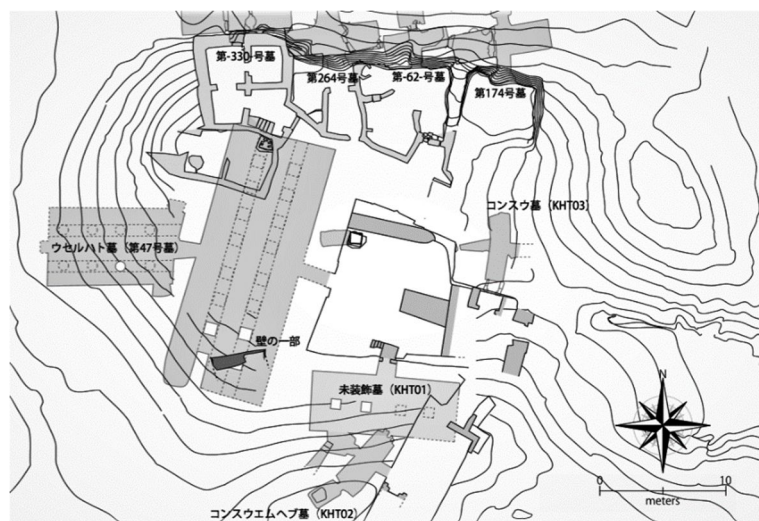 第-330-号墓
第264号墓
第-62-号墓
第174号墓
コンスウ墓（KHT03）
ウセルハト墓（第47号墓）
壁の一部
未装飾墓（KHT01）
コンスウエムヘブ墓（KHT02）
N
0
10
meters